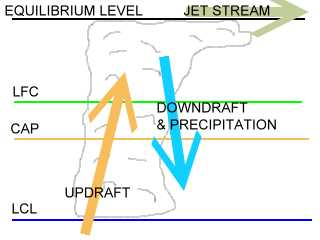 EQUILIBRIUM LEVEL
JET STREAM
LFC
DOWNDRAFT
& PRECIPITATION
CAP
UPDRAFT
LCL